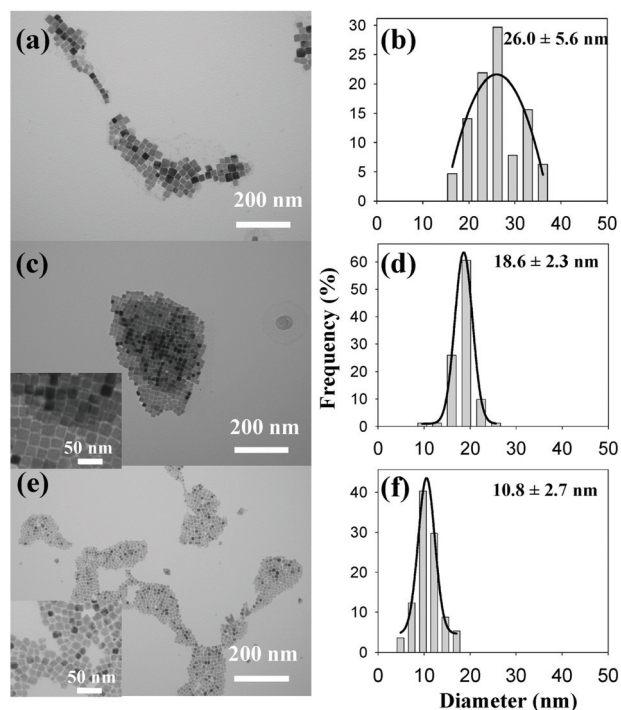 (a)
200 nm
(b)
26.0 ± 5.6 nm
30
25
20
15
10
5
0
0 10 20 30 40 50
(c)
50 nm
200 nm
(d)
18.6 ± 2.3 nm
60
50
40
30
20
10
0
0 10 20 30 40 50
Frequency (%)
(e)
50 nm
200 nm
(f)
10.8 ± 2.7 nm
40
30
20
10
0
0 10 20 30 40 50
Diameter (nm)